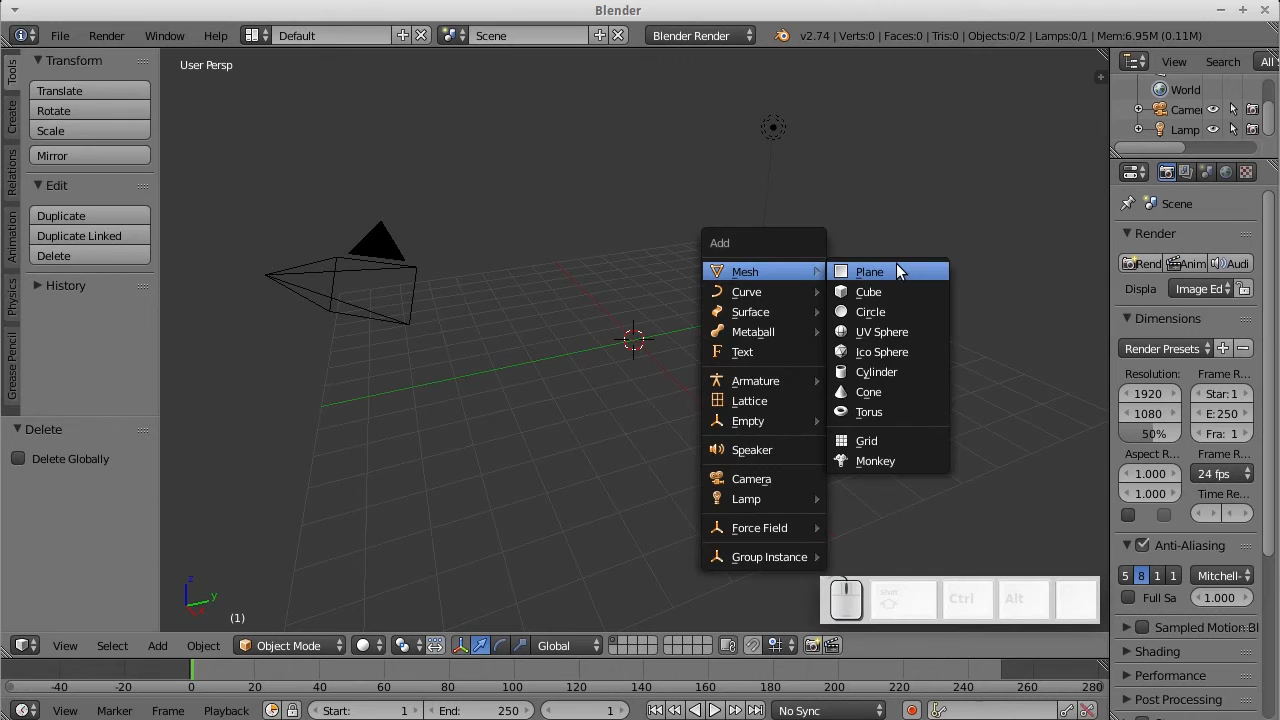 Blender
File Render Window Help Default Scene Blender Render v2.74 | Verts:0 | Faces:0 | Tris:0 | Objects:0/2 | Lamps:0/1 | Mem:6.95M (0.11M)
Tools
Create
Relations
Animation
Physics
Grease Pencil
Transform
Translate
Rotate
Scale
Mirror
Edit
Duplicate
Duplicate Linked
Delete
History
Delete
Delete Globally
User Persp
(1)
z
y
Add
Mesh
Curve
Surface
Metaball
Text
Armature
Lattice
Empty
Speaker
Camera
Lamp
Force Field
Group Instance
Plane
Cube
Circle
UV Sphere
Ico Sphere
Cylinder
Cone
Torus
Grid
Monkey
Shift
Ctrl
Alt
View Search All S
World
Camer
Lamp
Scene
Render
Rend Anim Audi
Displa Image Ed
Dimensions
Render Presets
Resolution: Frame R...
1920 Star: 1
1080 E: 250
50% Fra: 1
Aspect R... Frame R...
1.000 24 fps
1.000 Time Re...
Anti-Aliasing
5 8 1 1 Mitchell-
Full Sa 1.000
Sampled Motion Bl
Shading
Performance
Post Processing
View Select Add Object Object Mode Global
-40 -20 0 20 40 60 80 100 120 140 160 180 200 220 240 260 280
View Marker Frame Playback Start: 1 End: 250 1 No Sync